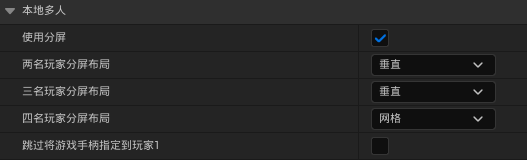 本地多人
使用分屏
两名玩家分屏布局 垂直
三名玩家分屏布局 垂直
四名玩家分屏布局 网格
跳过将游戏手柄指定到玩家1